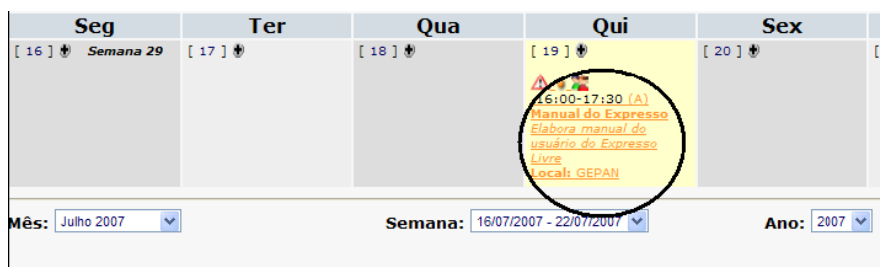 Seg Ter Qua Qui Sex
[ 16 ] Semana 29 [ 17 ] [ 18 ] [ 19 ] [ 20 ] [
16:00-17:30 (A)
Manual do Expresso
Elabora manual do
usuário do Expresso
Livre
Local: GEPAN
Mês: Julho 2007 Semana: 16/07/2007 - 22/07/2007 Ano: 2007